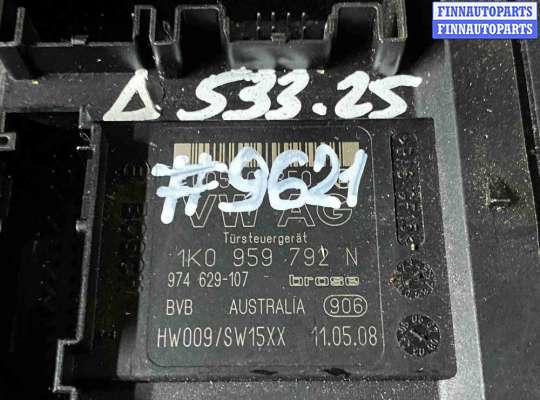 FINNAUTOPARTS
FINNAUTOPARTS
Δ 533.25
#9621
VW AG
Türsteuergerät
1K0 959 792 N
974 629-107 brose
BVB AUSTRALIA 906
HW009/SW15XX 11.05.08